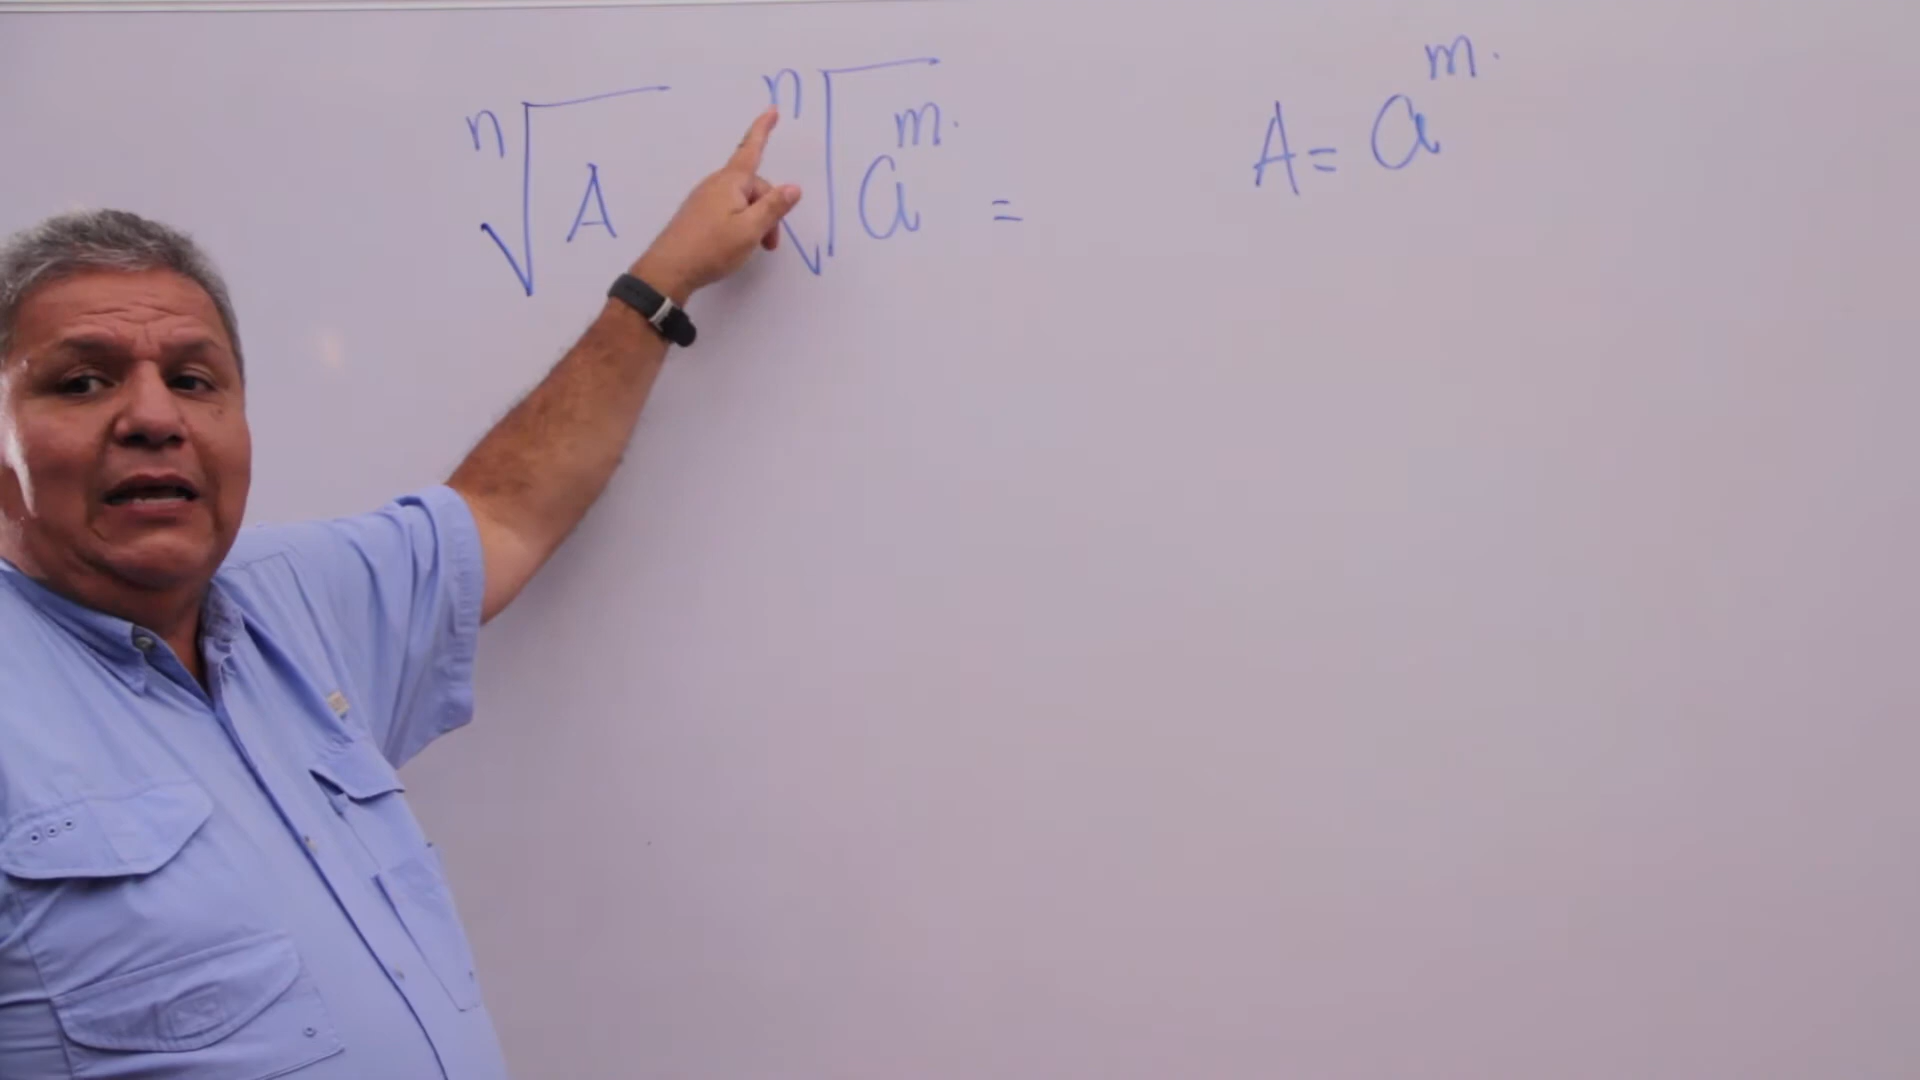 ⁿ√A ⁿ√aᵐ· =
A = aᵐ·